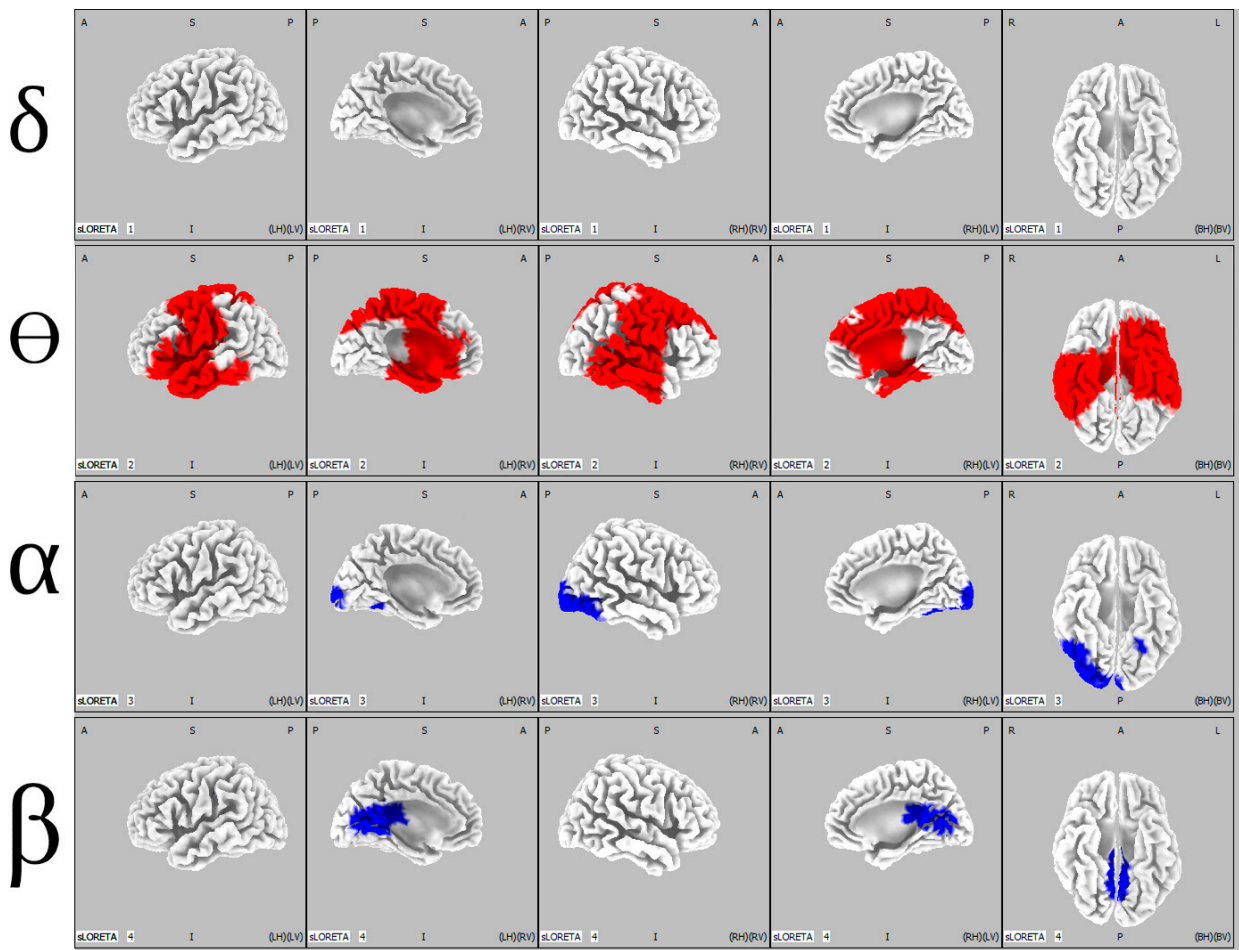 δ
A S P
sLORETA 1 I (LH)(LV)
P S A
sLORETA 1 I (LH)(RV)
P S A
sLORETA 1 I (RH)(RV)
A S P
sLORETA 1 I (RH)(LV)
R A L
sLORETA 1 P (BH)(BV)
Θ
A S P
sLORETA 2 I (LH)(LV)
P S A
sLORETA 2 I (LH)(RV)
P S A
sLORETA 2 I (RH)(RV)
A S P
sLORETA 2 I (RH)(LV)
R A L
sLORETA 2 P (BH)(BV)
α
A S P
sLORETA 3 I (LH)(LV)
P S A
sLORETA 3 I (LH)(RV)
P S A
sLORETA 3 I (RH)(RV)
A S P
sLORETA 3 I (RH)(LV)
R A L
sLORETA 3 P (BH)(BV)
β
A S P
sLORETA 4 I (LH)(LV)
P S A
sLORETA 4 I (LH)(RV)
P S A
sLORETA 4 I (RH)(RV)
A S P
sLORETA 4 I (RH)(LV)
R A L
sLORETA 4 P (BH)(BV)